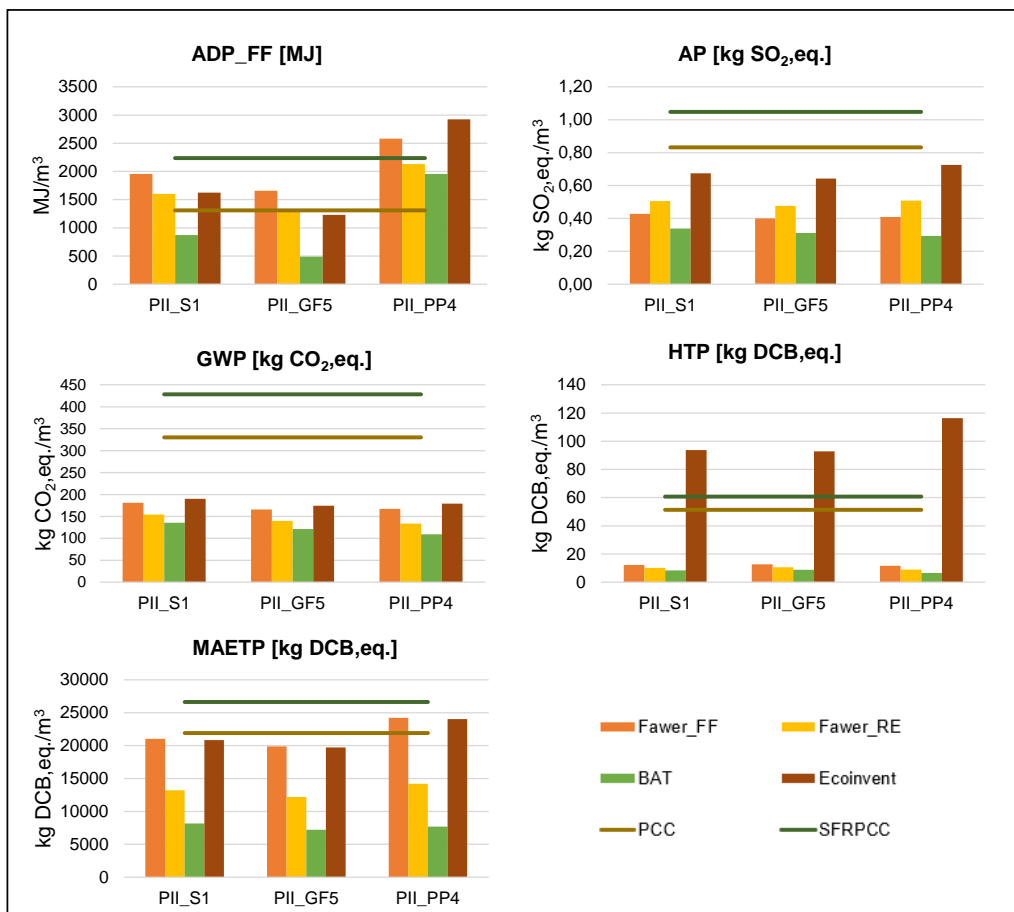 ADP_FF [MJ]
MJ/m³
3500
3000
2500
2000
1500
1000
500
0
PII_S1 PII_GF5 PII_PP4
AP [kg SO₂,eq.]
kg SO₂,eq./m³
1,20
1,00
0,80
0,60
0,40
0,20
0,00
PII_S1 PII_GF5 PII_PP4
GWP [kg CO₂,eq.]
kg CO₂,eq./m³
450
400
350
300
250
200
150
100
50
0
PII_S1 PII_GF5 PII_PP4
HTP [kg DCB,eq.]
kg DCB,eq./m³
140
120
100
80
60
40
20
0
PII_S1 PII_GF5 PII_PP4
MAETP [kg DCB,eq.]
kg DCB,eq./m³
30000
25000
20000
15000
10000
5000
0
PII_S1 PII_GF5 PII_PP4
Fawer_FF Fawer_RE
BAT Ecoinvent
PCC SFRPCC